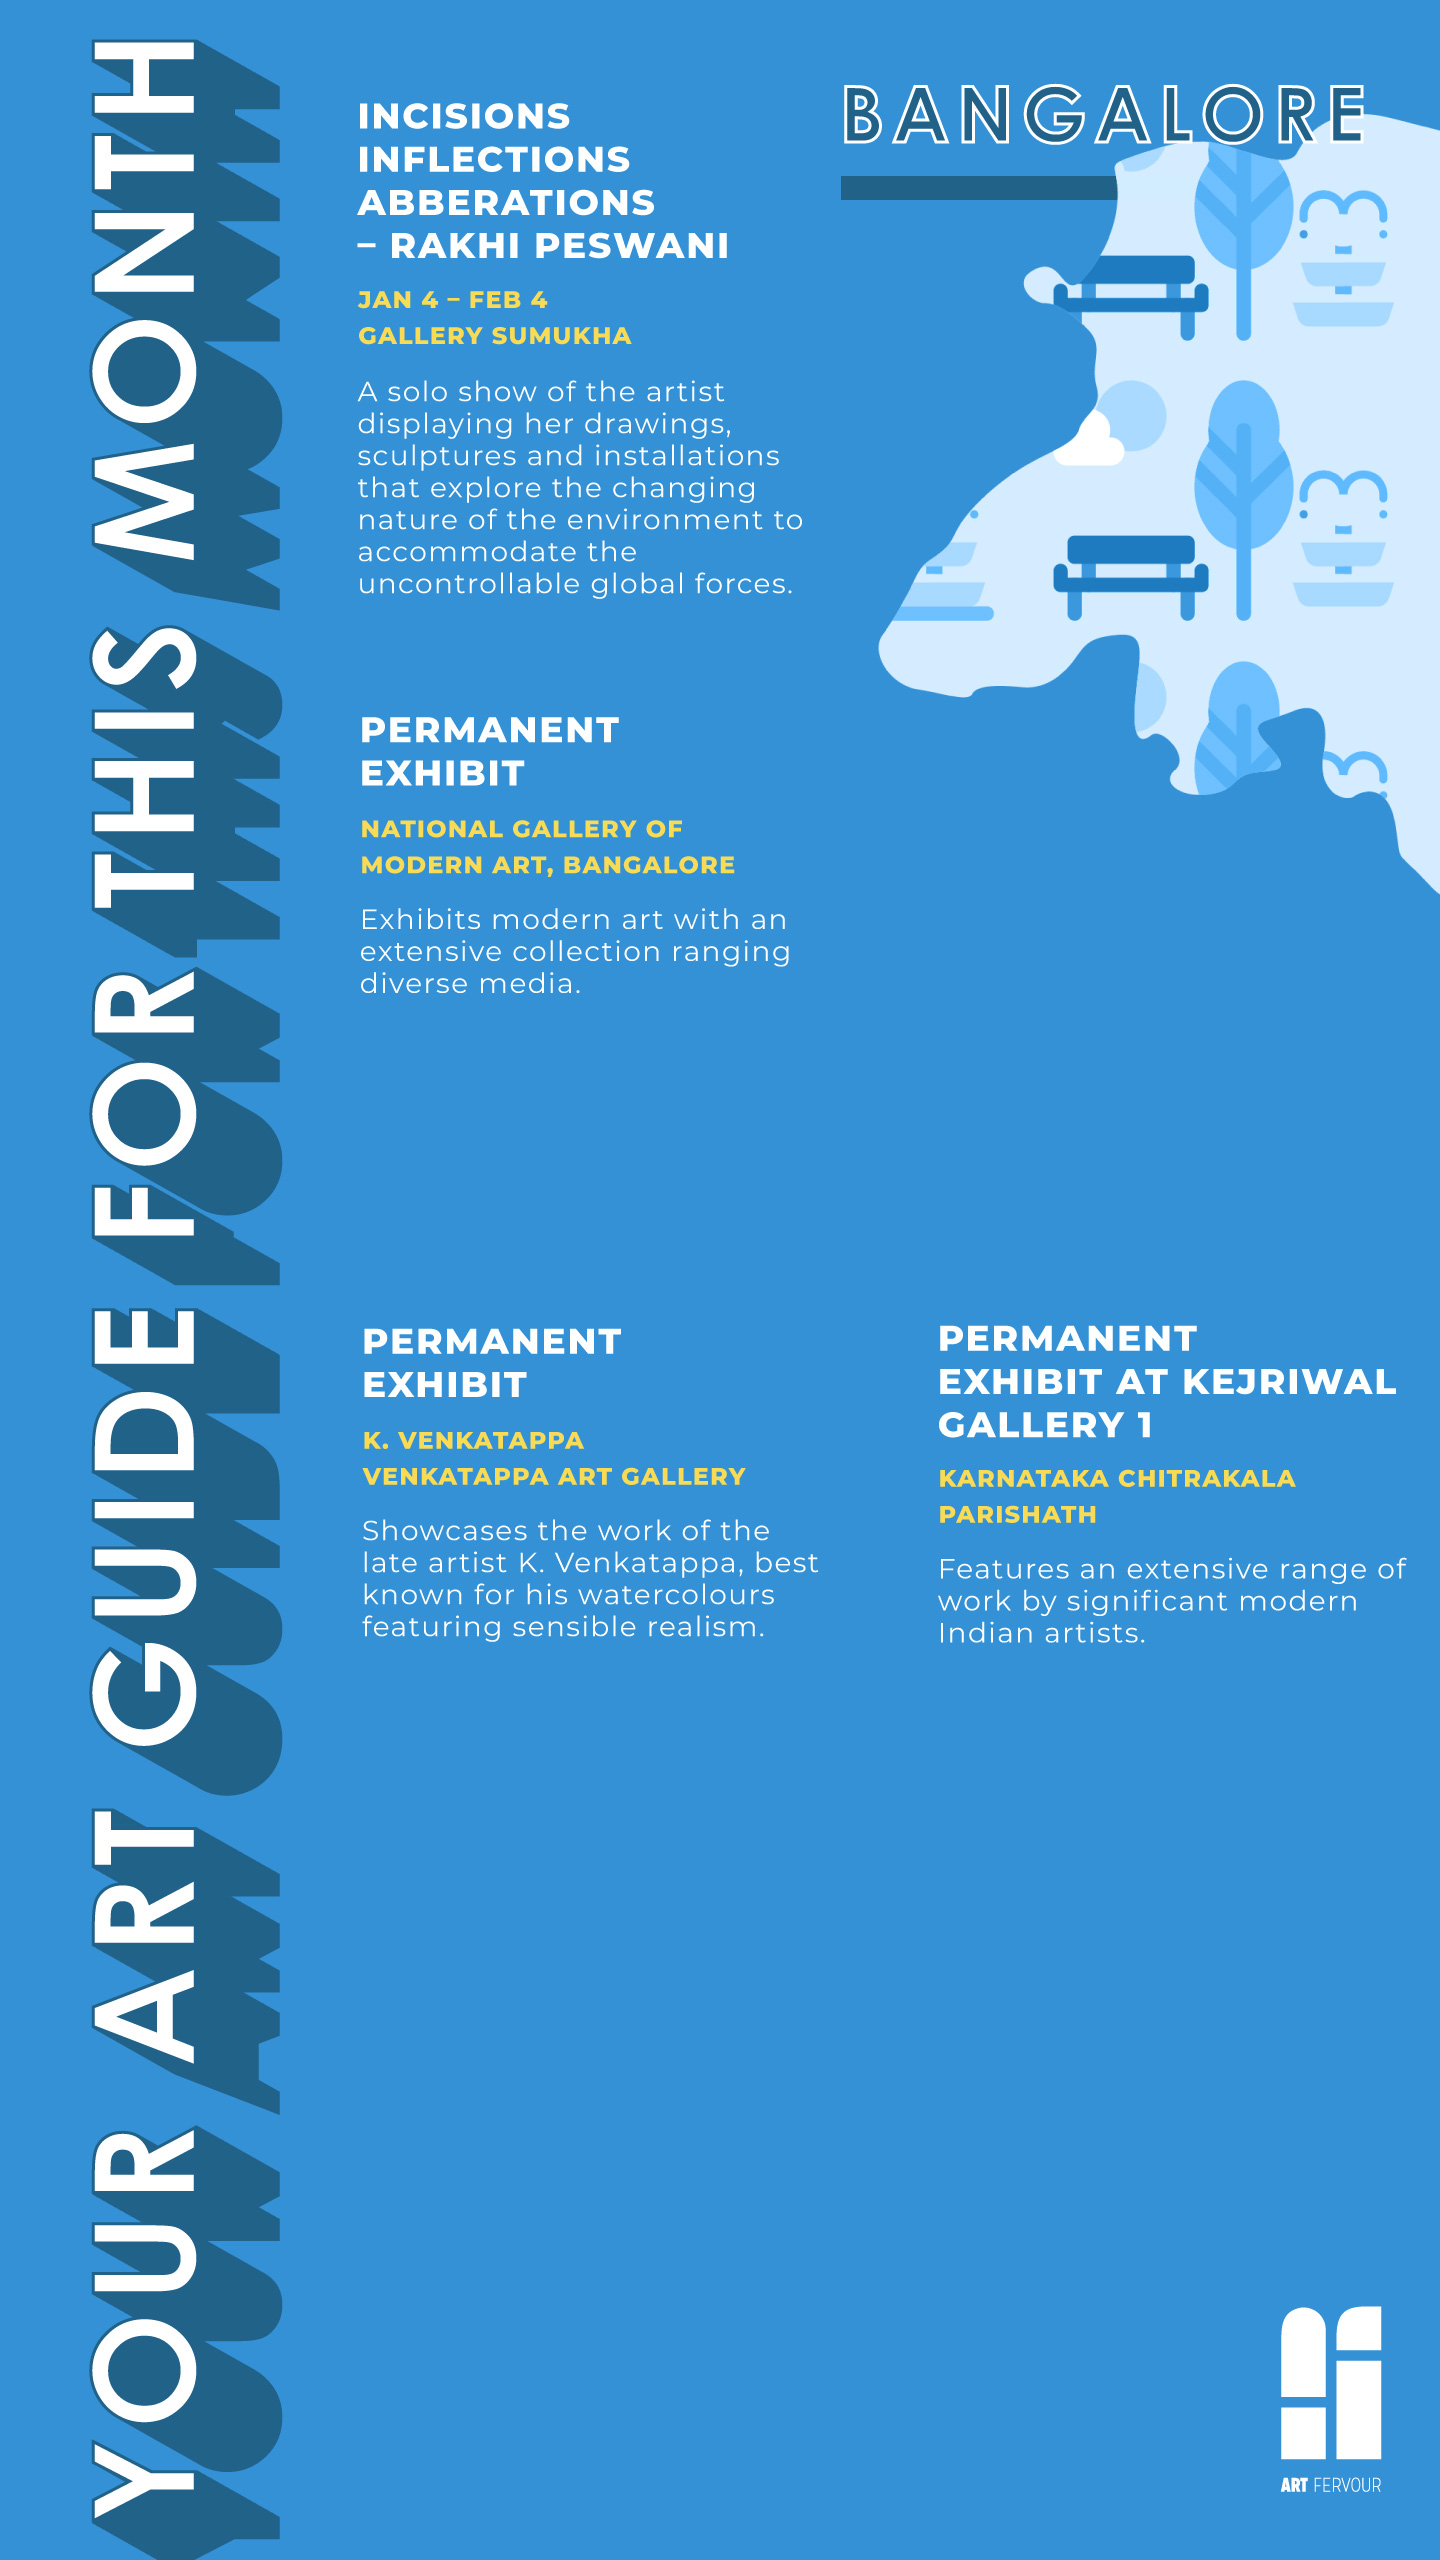 YOUR ART GUIDE FOR THIS MONTH
BANGALORE
INCISIONS
INFLECTIONS
ABBERATIONS
– RAKHI PESWANI
JAN 4 – FEB 4
GALLERY SUMUKHA
A solo show of the artist
displaying her drawings,
sculptures and installations
that explore the changing
nature of the environment to
accommodate the
uncontrollable global forces.
PERMANENT
EXHIBIT
NATIONAL GALLERY OF
MODERN ART, BANGALORE
Exhibits modern art with an
extensive collection ranging
diverse media.
PERMANENT
EXHIBIT
K. VENKATAPPA
VENKATAPPA ART GALLERY
Showcases the work of the
late artist K. Venkatappa, best
known for his watercolours
featuring sensible realism.
PERMANENT
EXHIBIT AT KEJRIWAL
GALLERY 1
KARNATAKA CHITRAKALA
PARISHATH
Features an extensive range of
work by significant modern
Indian artists.
ART FERVOUR